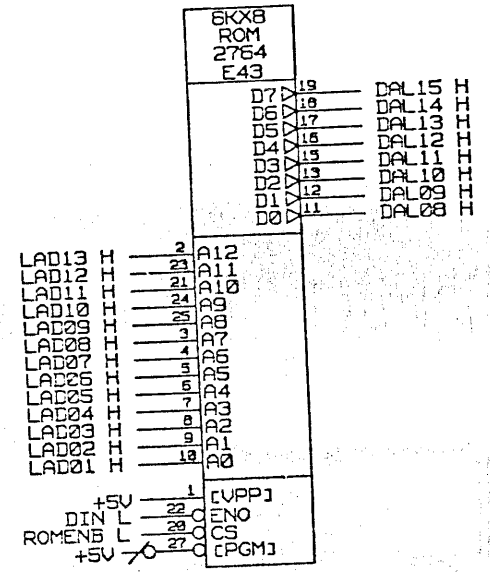 8KX8
ROM
2764
E43
D7 19 DAL15 H
D6 18 DAL14 H
D5 17 DAL13 H
D4 16 DAL12 H
D3 15 DAL11 H
D2 13 DAL10 H
D1 12 DAL09 H
D0 11 DAL08 H
LAD13 H 2 A12
LAD12 H 23 A11
LAD11 H 21 A10
LAD10 H 24 A9
LAD09 H 25 A8
LAD08 H 3 A7
LAD07 H 4 A6
LAD06 H 5 A5
LAD05 H 6 A4
LAD04 H 7 A3
LAD03 H 8 A2
LAD02 H 9 A1
LAD01 H 10 A0
+5V 1 [VPP]
DIN L 22 ENO
ROMENB L 20 CS
+5V 27 [PGM]